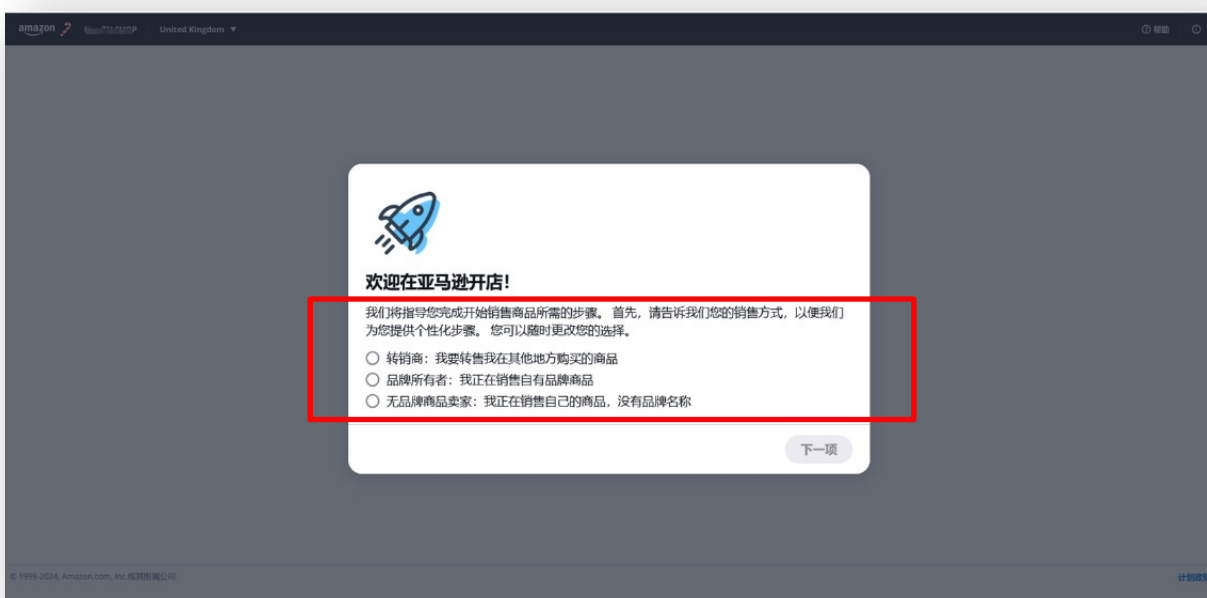 amazon United Kingdom ▼ 帮助
欢迎在亚马逊开店!
我们将指导您完成开始销售商品所需的步骤。 首先，请告诉我们您的销售方式，以便我们
为您提供个性化步骤。 您可以随时更改您的选择。
转销商：我要转售我在其他地方购买的商品
品牌所有者：我正在销售自有品牌商品
无品牌商品卖家：我正在销售自己的商品，没有品牌名称
下一项
© 1999-2024, Amazon.com, Inc.或其附属公司 计划政